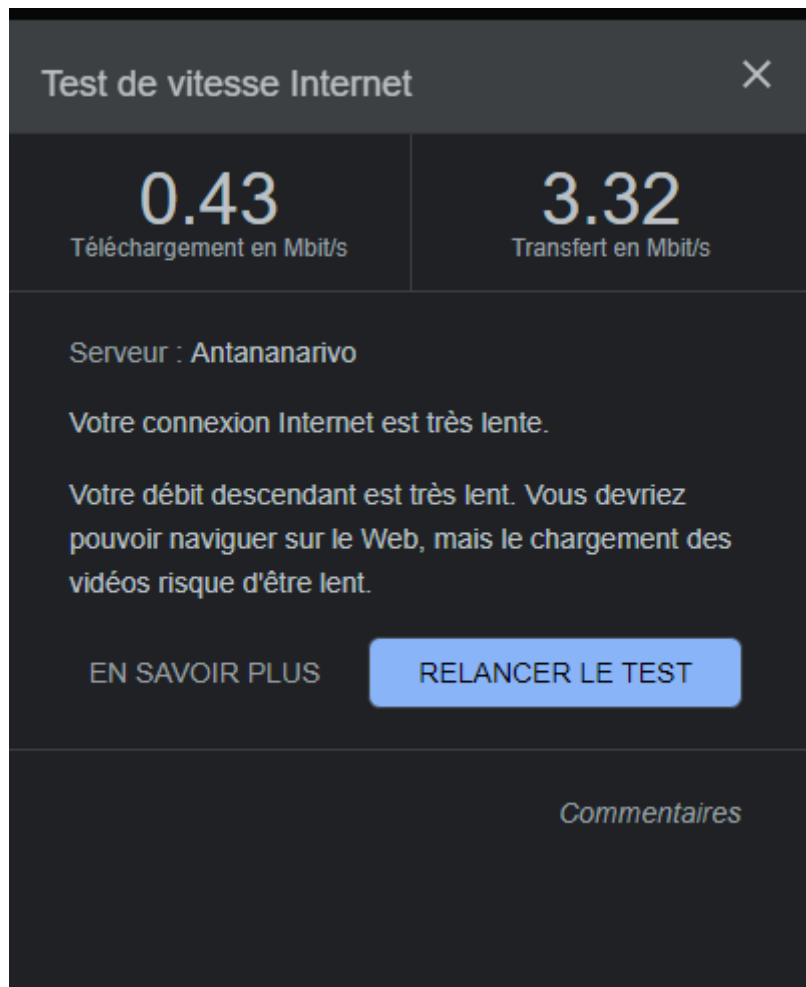 Test de vitesse Internet
0.43
Téléchargement en Mbit/s
3.32
Transfert en Mbit/s
Serveur : Antananarivo
Votre connexion Internet est très lente.
Votre débit descendant est très lent. Vous devriez
pouvoir naviguer sur le Web, mais le chargement des
vidéos risque d'être lent.
EN SAVOIR PLUS
RELANCER LE TEST
Commentaires